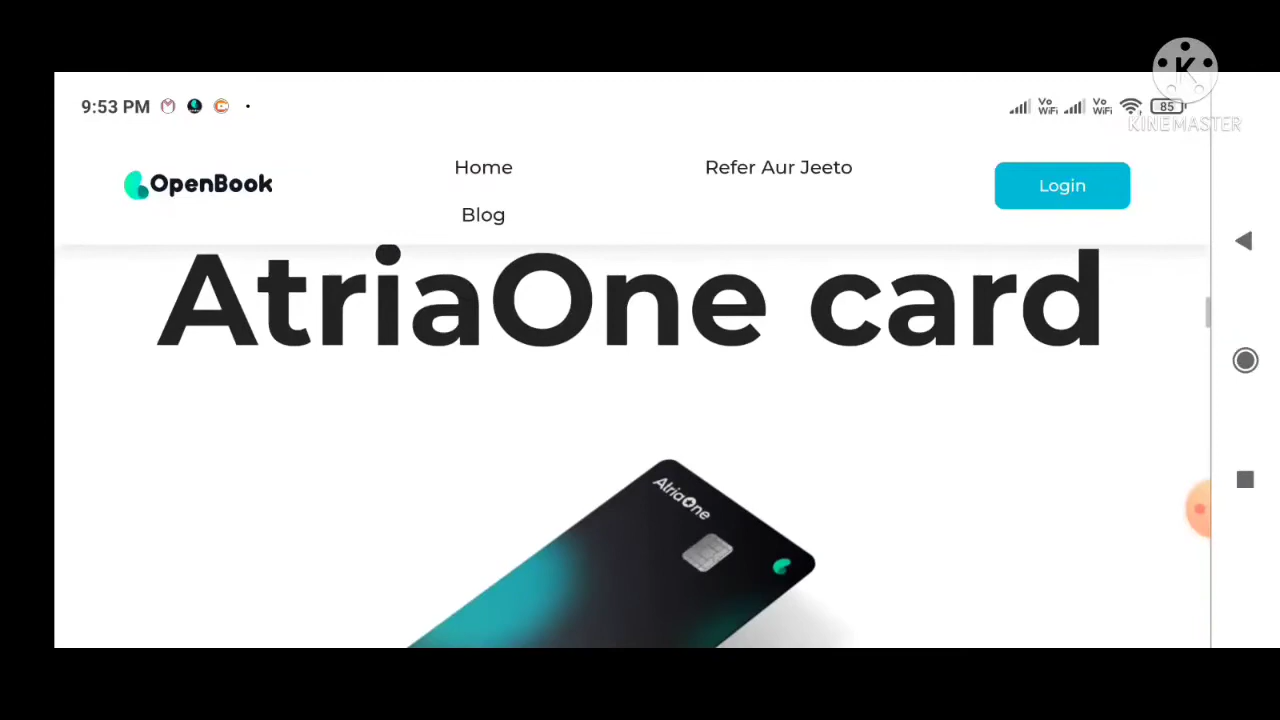 9:53 PM
Vo WiFi
Vo WiFi
85
K
KINEMASTER
OpenBook
Home
Refer Aur Jeeto
Login
Blog
AtriaOne card
AtriaOne